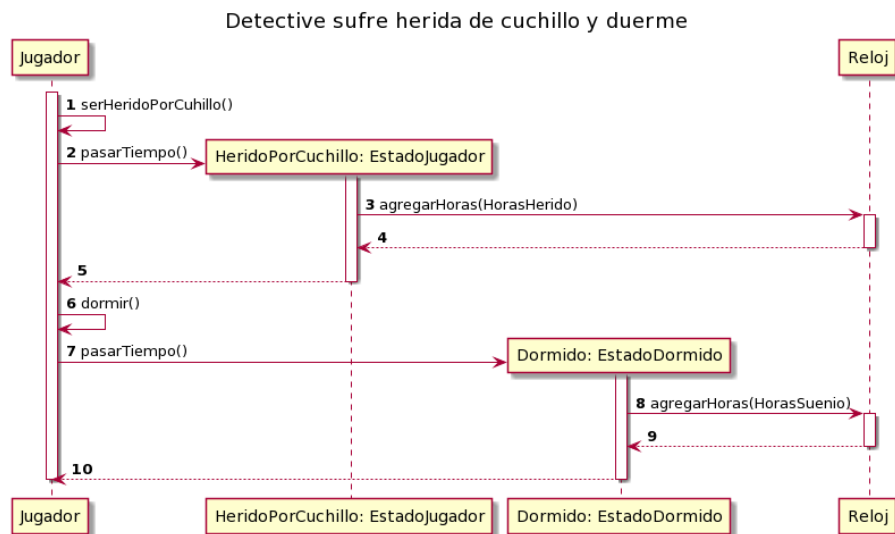 Detective sufre herida de cuchillo y duerme
Jugador
Reloj
1 serHeridoPorCuhillo()
2 pasarTiempo()
HeridoPorCuchillo: EstadoJugador
3 agregarHoras(HorasHerido)
4
5
6 dormir()
7 pasarTiempo()
Dormido: EstadoDormido
8 agregarHoras(HorasSuenio)
9
10
Jugador
HeridoPorCuchillo: EstadoJugador
Dormido: EstadoDormido
Reloj